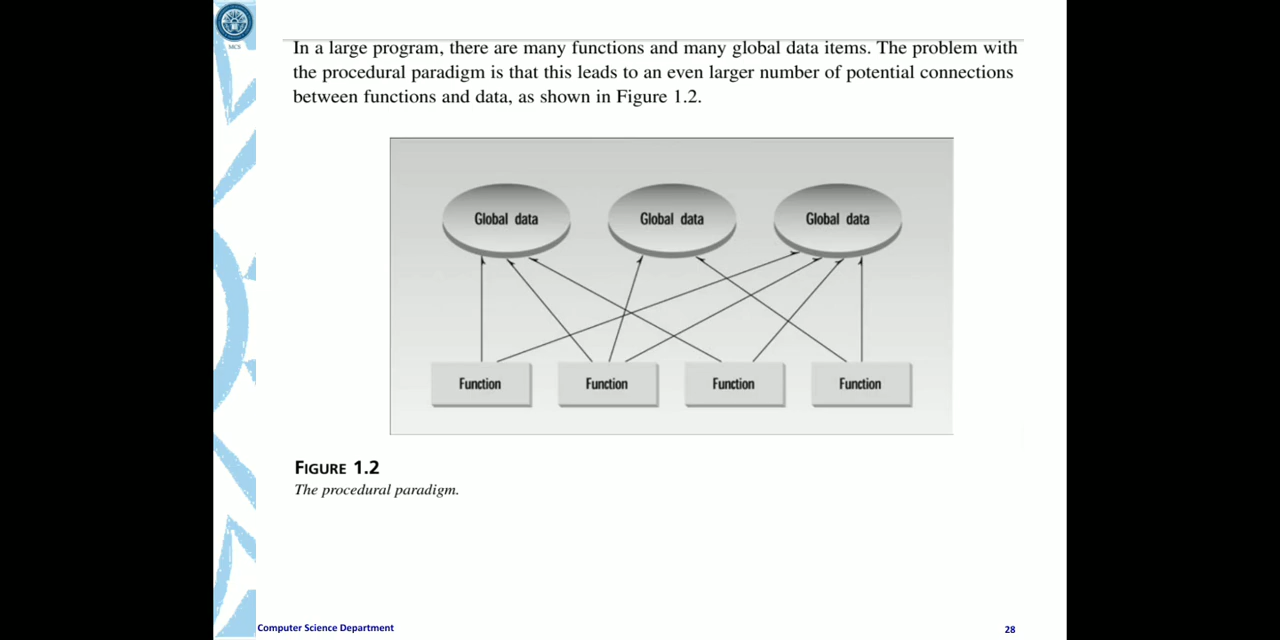 MCS
In a large program, there are many functions and many global data items. The problem with
the procedural paradigm is that this leads to an even larger number of potential connections
between functions and data, as shown in Figure 1.2.
Global data
Global data
Global data
Function
Function
Function
Function
FIGURE 1.2
The procedural paradigm.
Computer Science Department
28